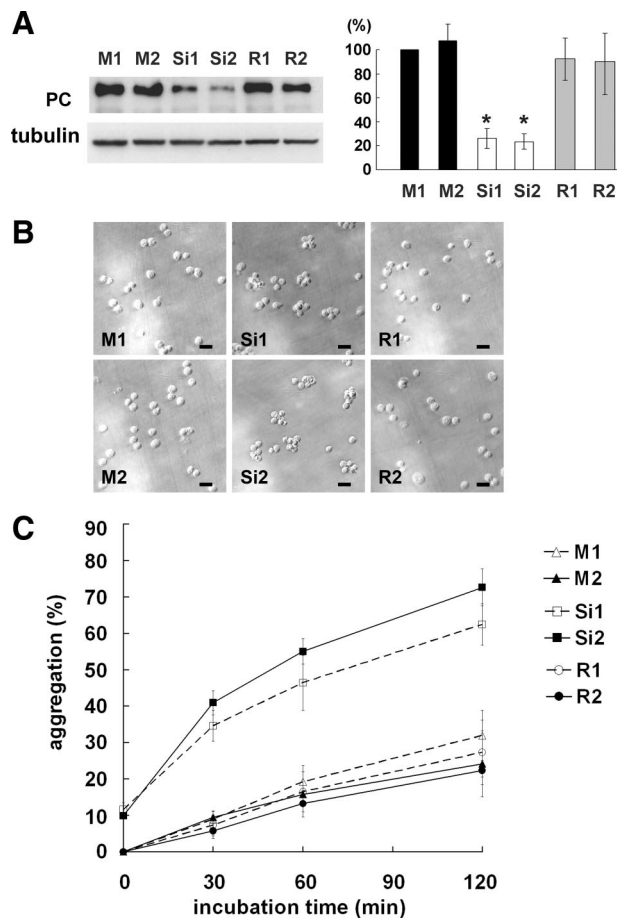 A
M1 M2 Si1 Si2 R1 R2
PC
tubulin
(%)
100
80
60
40
20
0
* *
M1 M2 Si1 Si2 R1 R2
B
M1 Si1 R1
M2 Si2 R2
C
90
80
70
60
50
40
30
20
10
0
aggregation (%)
0 30 60 120
incubation time (min)
M1
M2
Si1
Si2
R1
R2